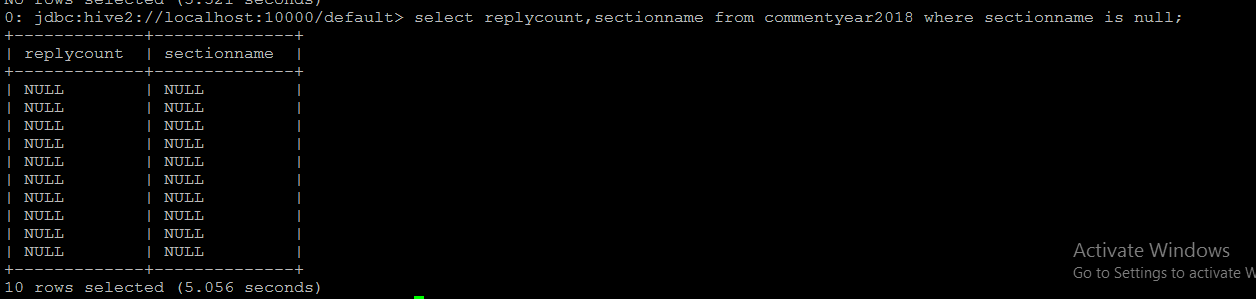 No rows selected (5.521 seconds)
0: jdbc:hive2://localhost:10000/default> select replycount,sectionname from commentyear2018 where sectionname is null;
+-------------+--------------+
| replycount | sectionname |
+-------------+--------------+
| NULL | NULL |
| NULL | NULL |
| NULL | NULL |
| NULL | NULL |
| NULL | NULL |
| NULL | NULL |
| NULL | NULL |
| NULL | NULL |
| NULL | NULL |
| NULL | NULL |
+-------------+--------------+
10 rows selected (5.056 seconds)
Activate Windows
Go to Settings to activate W